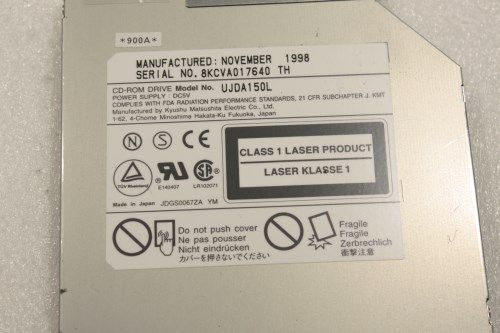 *900A*
MANUFACTURED: NOVEMBER 1998
SERIAL NO. 8KCVA017640 TH
CD-ROM DRIVE Model No. UJDA150L
POWER SUPPLY : DC5V
COMPLIES WITH FDA RADIATION PERFORMANCE STANDARDS, 21 CFR SUBCHAPTER J. KMT
Manufactured by Kyushu Matsushita Electric Co., Ltd.
1-62, 4-Chome Minoshima Hakata-Ku Fukuoka, Japan
N S CE
CLASS 1 LASER PRODUCT
LASER KLASSE 1
TÜV Rheinland
E140407
LR102071
Made in Japan JDGS0067ZA YM
Do not push cover
Ne pas pousser
Nicht eindrücken
カバーを押さないでください
Fragile
Fragile
Zerbrechlich
衝撃注意